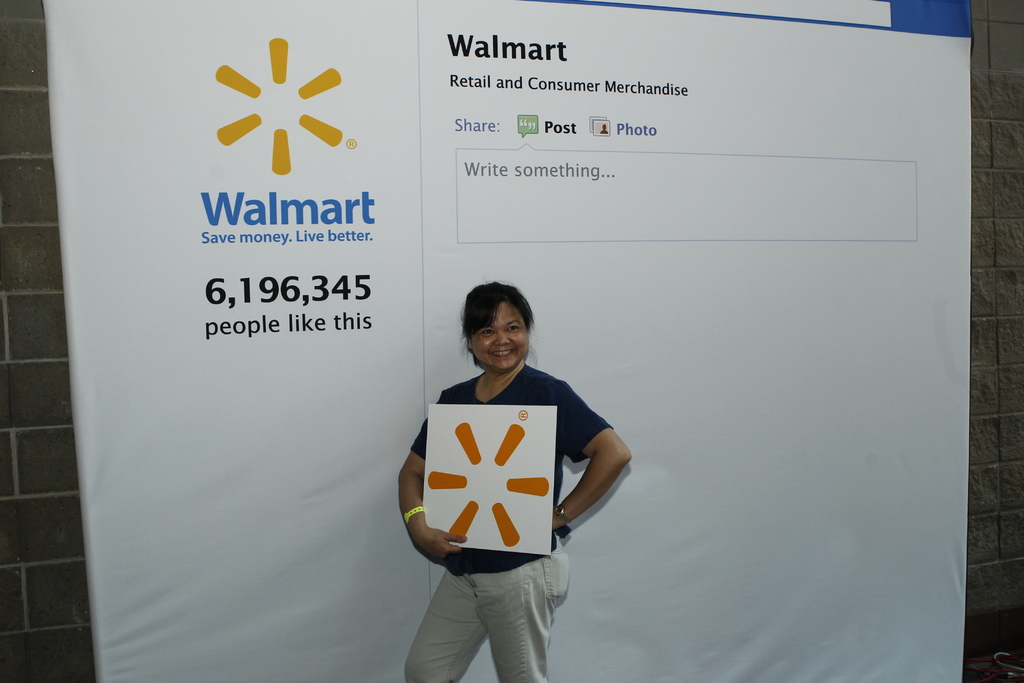 Walmart
Save money. Live better.
6,196,345
people like this
Walmart
Retail and Consumer Merchandise
Share: Post Photo
Write something...